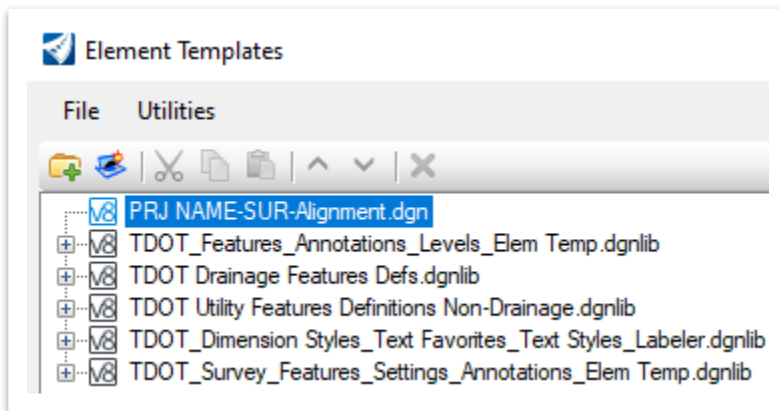 Element Templates
File Utilities
PRJ NAME-SUR-Alignment.dgn
TDOT_Features_Annotations_Levels_Elem Temp.dgnlib
TDOT Drainage Features Defs.dgnlib
TDOT Utility Features Definitions Non-Drainage.dgnlib
TDOT_Dimension Styles_Text Favorites_Text Styles_Labeler.dgnlib
TDOT_Survey_Features_Settings_Annotations_Elem Temp.dgnlib